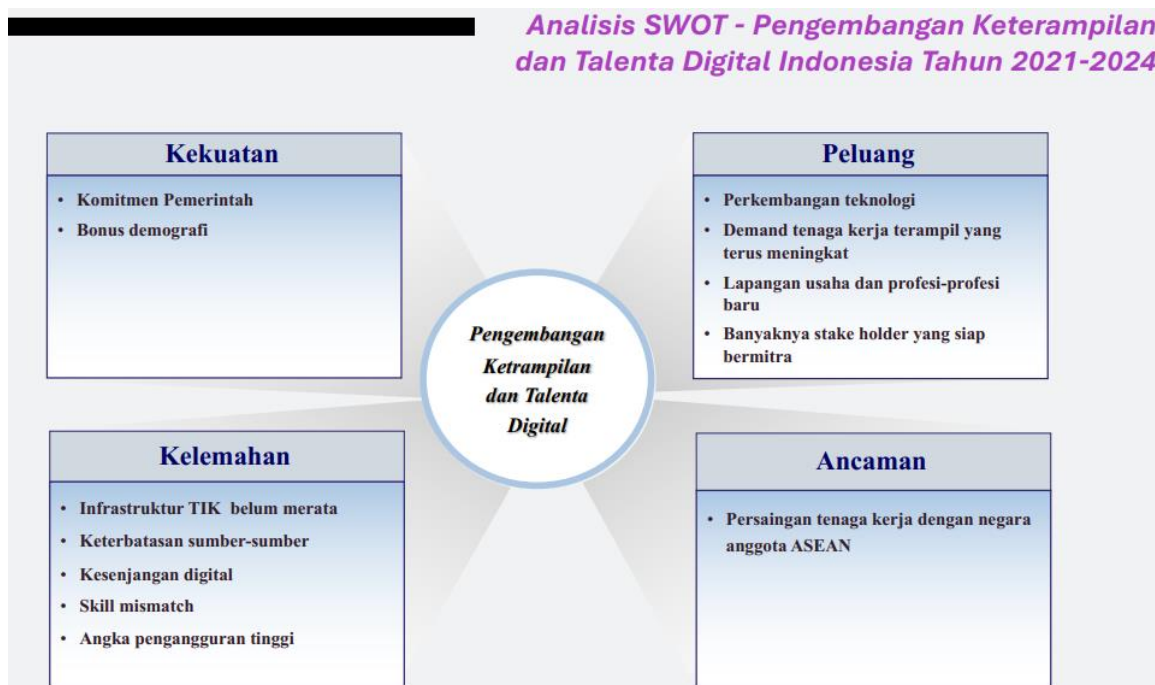 Analisis SWOT - Pengembangan Keterampilan
dan Talenta Digital Indonesia Tahun 2021-2024
Kekuatan
• Komitmen Pemerintah
• Bonus demografi
Peluang
• Perkembangan teknologi
• Demand tenaga kerja terampil yang
terus meningkat
• Lapangan usaha dan profesi-profesi
baru
• Banyaknya stake holder yang siap
bermitra
Pengembangan
Ketrampilan
dan Talenta
Digital
Kelemahan
• Infrastruktur TIK belum merata
• Keterbatasan sumber-sumber
• Kesenjangan digital
• Skill mismatch
• Angka pengangguran tinggi
Ancaman
• Persaingan tenaga kerja dengan negara
anggota ASEAN